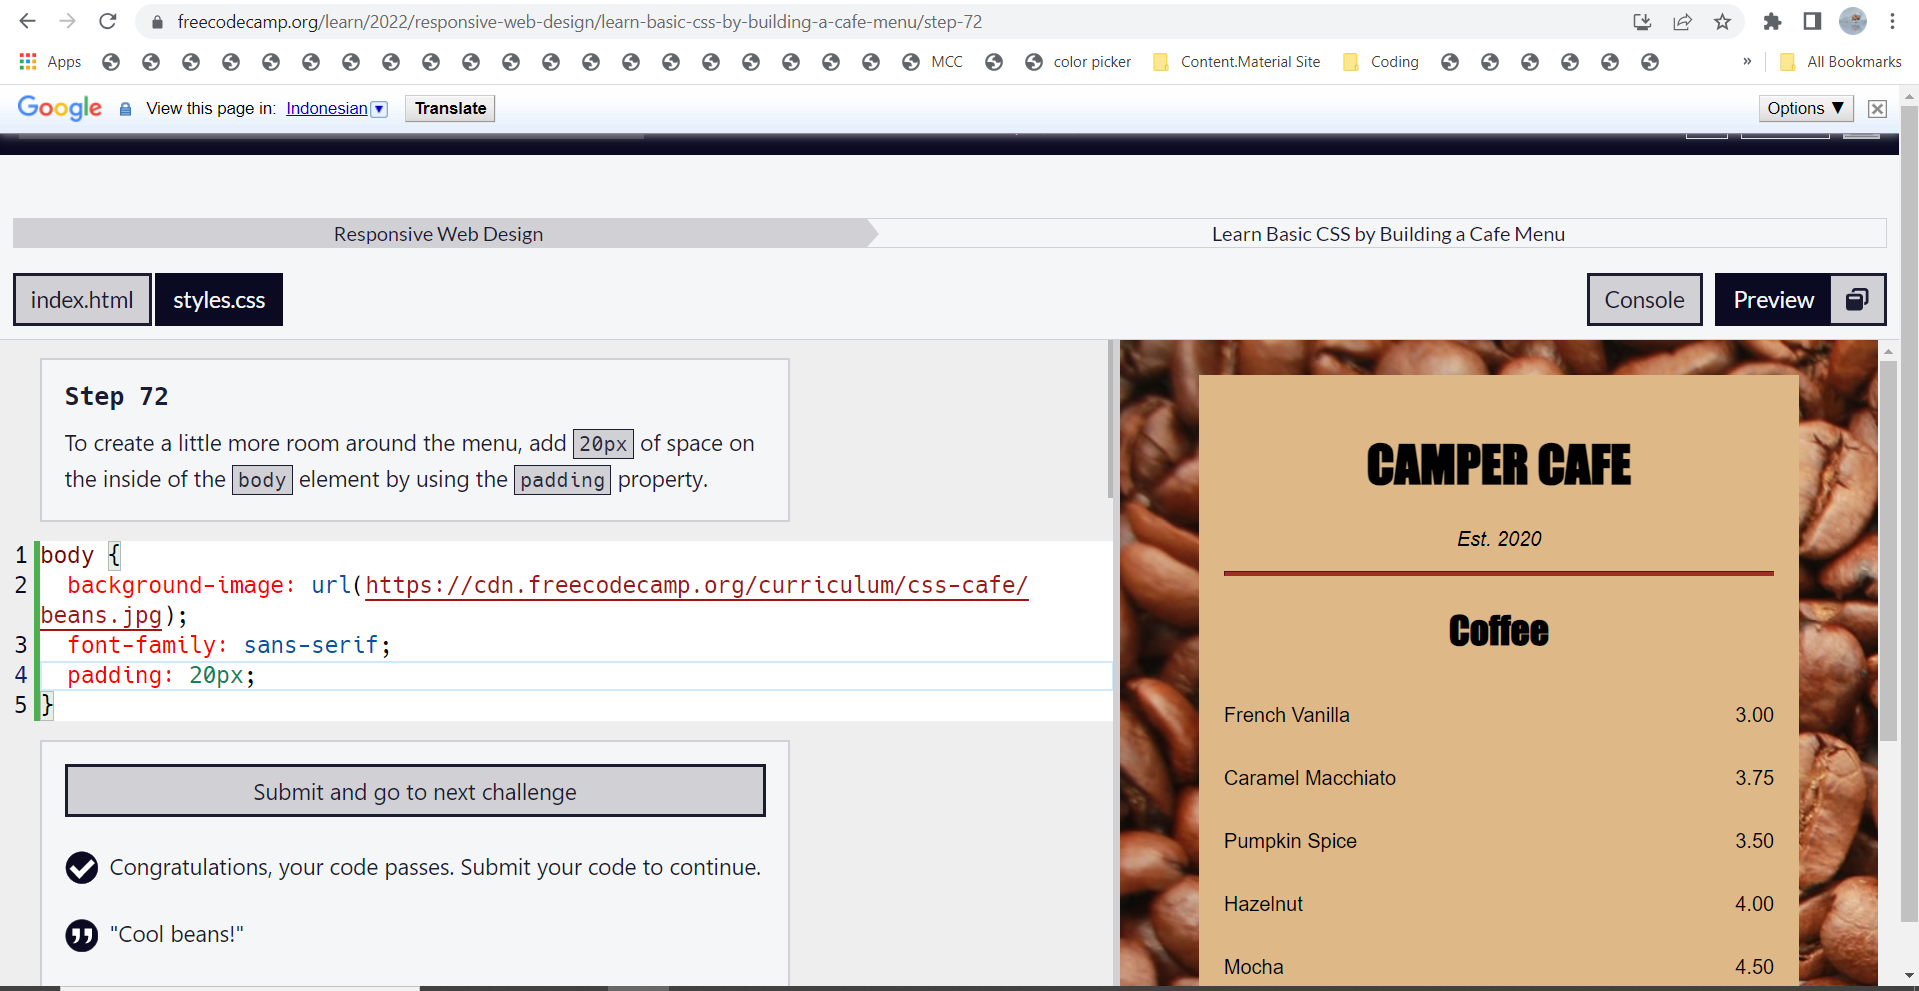 freecodecamp.org/learn/2022/responsive-web-design/learn-basic-css-by-building-a-cafe-menu/step-72
Apps MCC color picker Content.Material Site Coding » All Bookmarks
Google View this page in: Indonesian Translate Options ▼
Responsive Web Design Learn Basic CSS by Building a Cafe Menu
index.html styles.css Console Preview
Step 72
To create a little more room around the menu, add 20px of space on
the inside of the body element by using the padding property.
1 body {
2 background-image: url(https://cdn.freecodecamp.org/curriculum/css-cafe/
beans.jpg);
3 font-family: sans-serif;
4 padding: 20px;
5 }
Submit and go to next challenge
Congratulations, your code passes. Submit your code to continue.
"Cool beans!"
CAMPER CAFE
Est. 2020
Coffee
French Vanilla 3.00
Caramel Macchiato 3.75
Pumpkin Spice 3.50
Hazelnut 4.00
Mocha 4.50